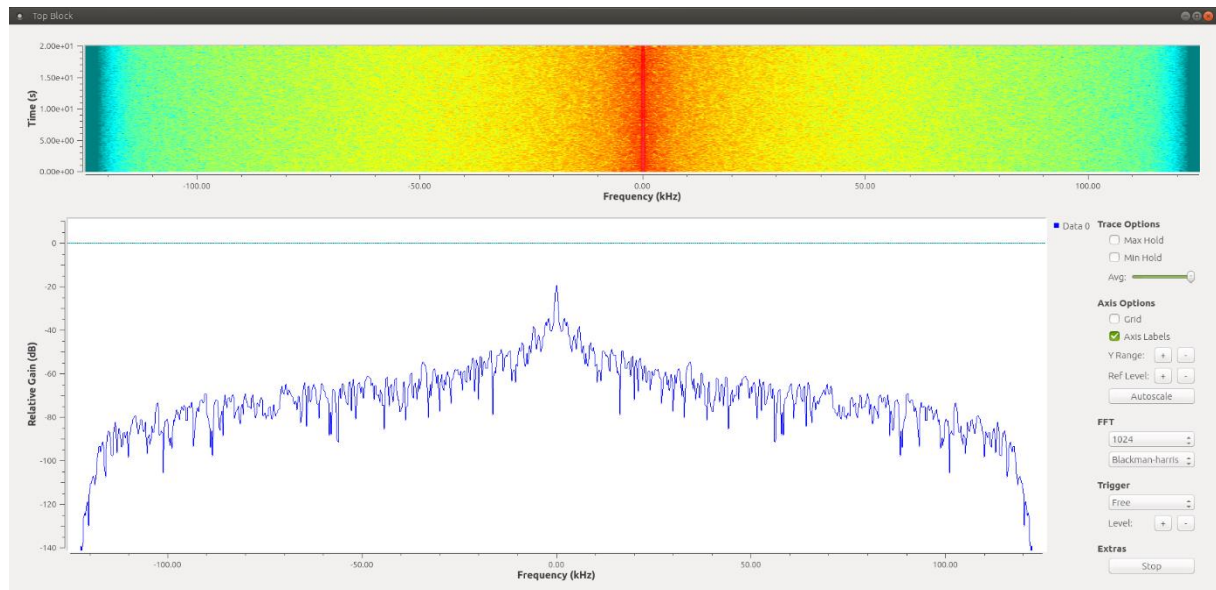 Top Block
2.00e+01
1.50e+01
1.00e+01
5.00e+00
0.00e+00
Time (s)
-100.00 -50.00 0.00 50.00 100.00
Frequency (kHz)
0
-20
-40
-60
-80
-100
-120
-140
Relative Gain (dB)
-100.00 -50.00 0.00 50.00 100.00
Frequency (kHz)
Data 0
Trace Options
Max Hold
Min Hold
Avg:
Axis Options
Grid
Axis Labels
Y Range: + -
Ref Level: + -
Autoscale
FFT
1024
Blackman-harris
Trigger
Free
Level: + -
Extras
Stop